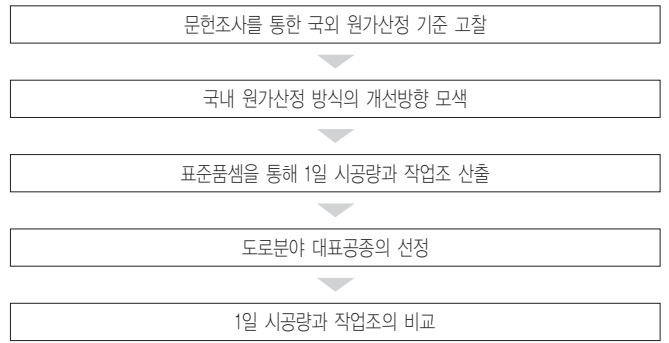 문헌조사를 통한 국외 원가산정 기준 고찰
국내 원가산정 방식의 개선방향 모색
표준품셈을 통해 1일 시공량과 작업조 산출
도로분야 대표공종의 선정
1일 시공량과 작업조의 비교